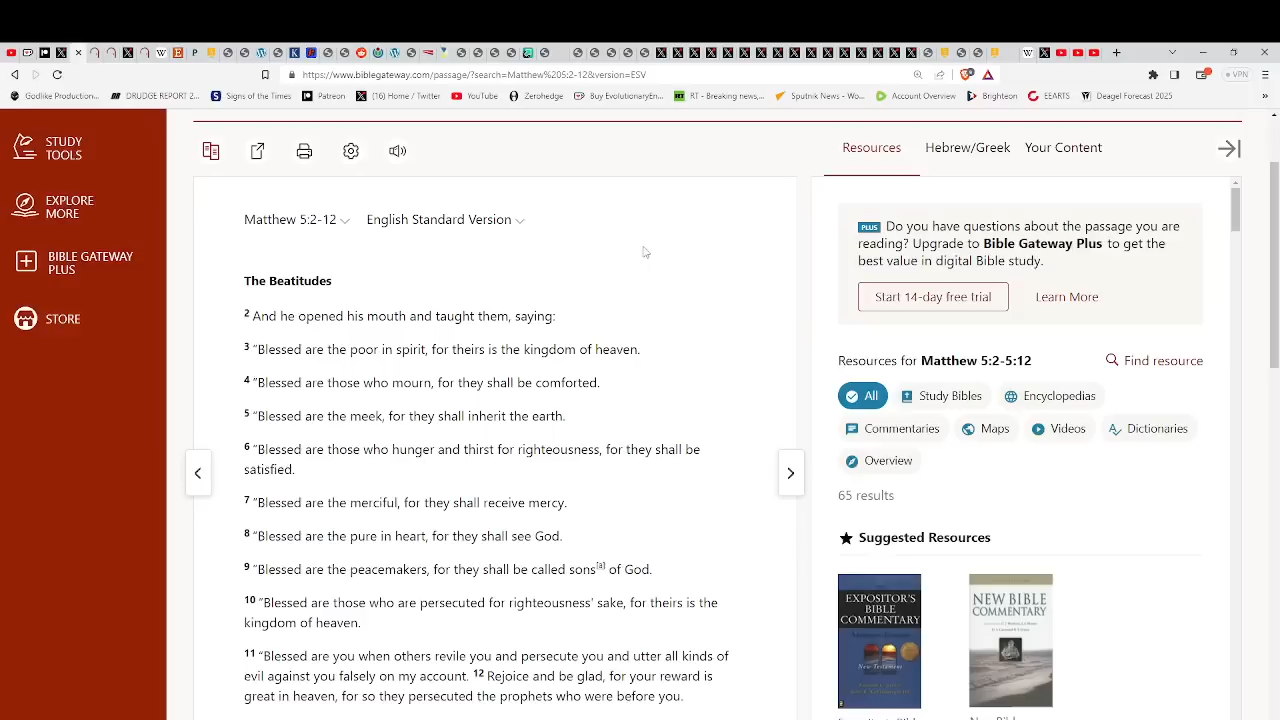 https://www.biblegateway.com/passage/?search=Matthew%205:2-12&version=ESV
VPN
Godlike Productio...
DRUDGE REPORT 2...
Signs of the Times
Patreon
(16) Home / Twitter
YouTube
Zerohedge
Buy EvolutionaryEn...
RT - Breaking news,...
Sputnik News - Wo...
Account Overview
Brighteon
EEARTS
Deagel Forecast 2025
STUDY
TOOLS
EXPLORE
MORE
BIBLE GATEWAY
PLUS
STORE
Matthew 5:2-12 English Standard Version
The Beatitudes
2 And he opened his mouth and taught them, saying:
3 “Blessed are the poor in spirit, for theirs is the kingdom of heaven.
4 “Blessed are those who mourn, for they shall be comforted.
5 “Blessed are the meek, for they shall inherit the earth.
6 “Blessed are those who hunger and thirst for righteousness, for they shall be
satisfied.
7 “Blessed are the merciful, for they shall receive mercy.
8 “Blessed are the pure in heart, for they shall see God.
9 “Blessed are the peacemakers, for they shall be called sons[a] of God.
10 “Blessed are those who are persecuted for righteousness' sake, for theirs is the
kingdom of heaven.
11 “Blessed are you when others revile you and persecute you and utter all kinds of
evil against you falsely on my account. 12 Rejoice and be glad, for your reward is
great in heaven, for so they persecuted the prophets who were before you.
Resources Hebrew/Greek Your Content
PLUS Do you have questions about the passage you are
reading? Upgrade to Bible Gateway Plus to get the
best value in digital Bible study.
Start 14-day free trial Learn More
Resources for Matthew 5:2-5:12 Find resource
All Study Bibles Encyclopedias
Commentaries Maps Videos Dictionaries
Overview
65 results
Suggested Resources
EXPOSITOR'S
BIBLE
COMMENTARY
New Testament
NEW BIBLE
COMMENTARY